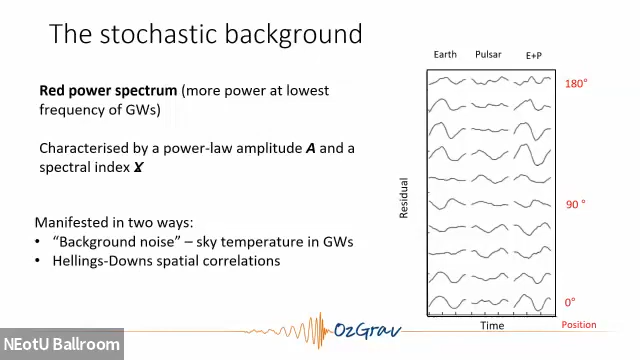 The stochastic background
Red power spectrum (more power at lowest
frequency of GWs)
Characterised by a power-law amplitude A and a
spectral index
Manifested in two ways:
• "Background noise" – sky temperature in GWs
• Hellings-Downs spatial correlations
Earth Pulsar E+P
180°
90°
0°
Residual
Time
Position
OzGrav
NEotU Ballroom